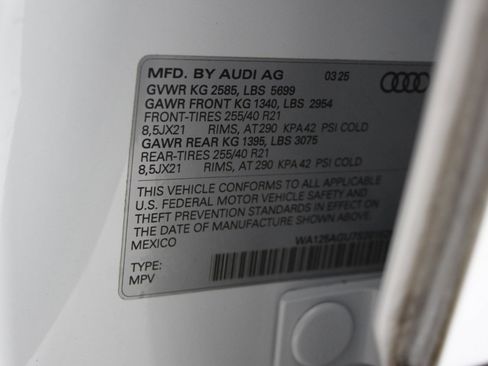 MFD. BY AUDI AG 03 25
GVWR KG 2585, LBS 5699
GAWR FRONT KG 1340, LBS 2954
FRONT-TIRES 255/40 R21
8,5JX21 RIMS, AT 290 KPA 42 PSI COLD
GAWR REAR KG 1395, LBS 3075
REAR-TIRES 255/40 R21
8,5JX21 RIMS, AT 290 KPA 42 PSI COLD
THIS VEHICLE CONFORMS TO ALL APPLICABLE
U.S. FEDERAL MOTOR VEHICLE SAFETY AND
THEFT PREVENTION STANDARDS IN EFFECT ON
THE DATE OF MANUFACTURE
MEXICO
TYPE:
MPV